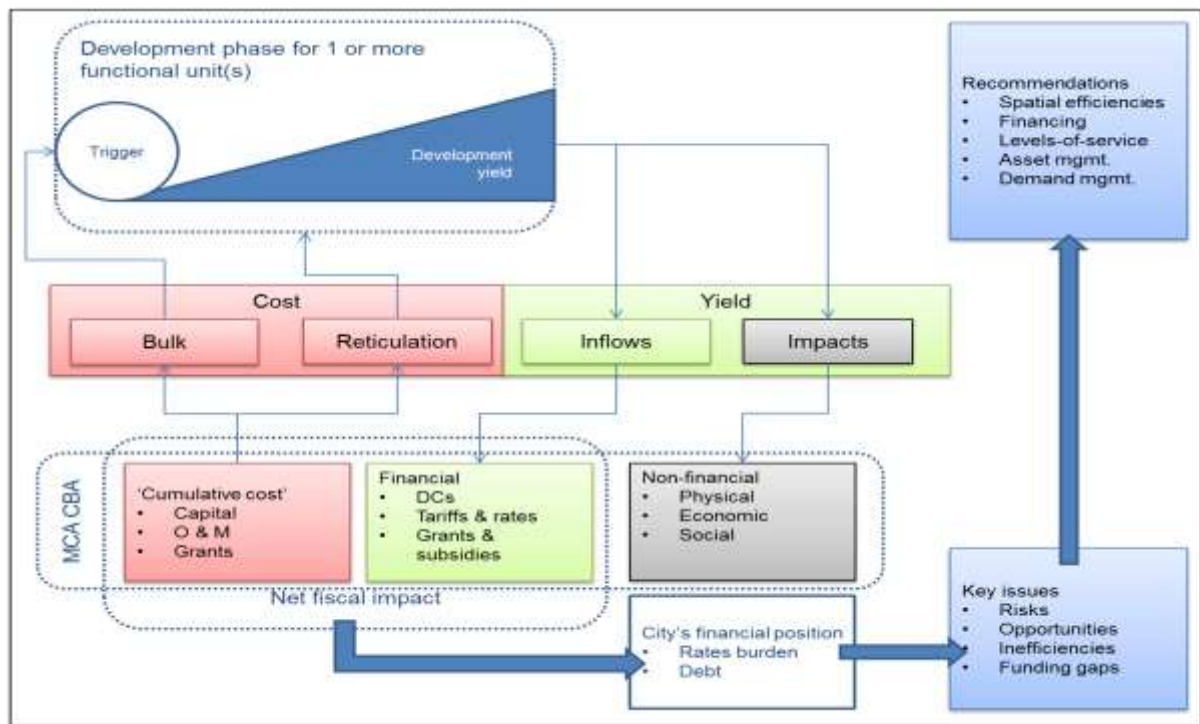 Development phase for 1 or more
functional unit(s)
Trigger
Development
yield
Recommendations
• Spatial efficiencies
• Financing
• Levels-of-service
• Asset mgmt.
• Demand mgmt.
Cost
Yield
Bulk
Reticulation
Inflows
Impacts
MCA CBA
'Cumulative cost'
• Capital
• O & M
• Grants
Financial
• DCs
• Tariffs & rates
• Grants &
subsidies
Non-financial
• Physical
• Economic
• Social
Net fiscal impact
City's financial position
• Rates burden
• Debt
Key issues
• Risks
• Opportunities
• Inefficiencies
• Funding gaps